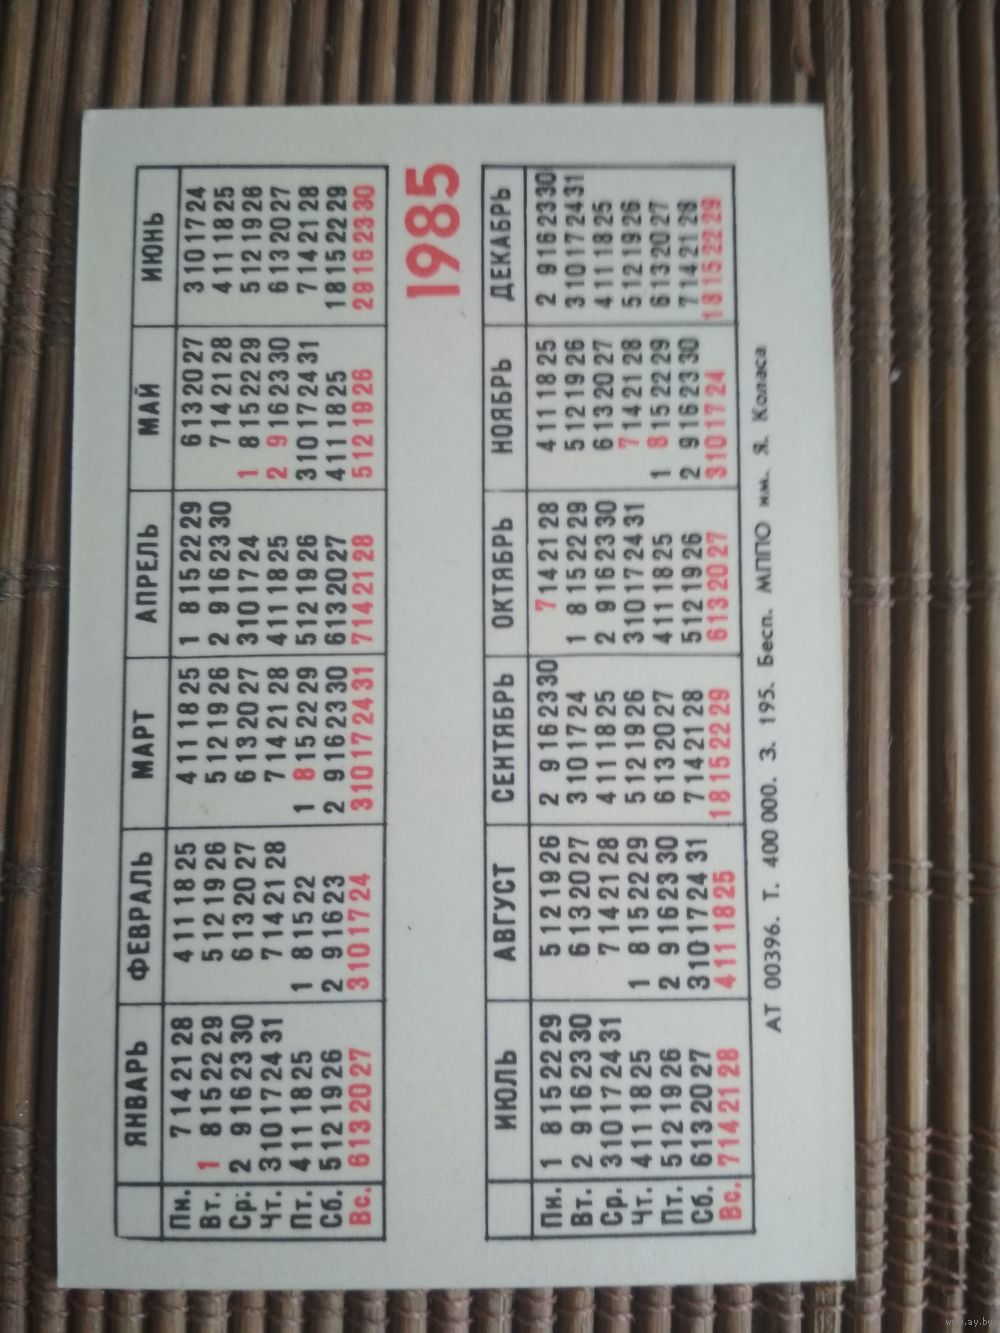 ЯНВАРЬ ФЕВРАЛЬ МАРТ АПРЕЛЬ МАЙ ИЮНЬ
Пн. 7 14 21 28 4 11 18 25 4 11 18 25 1 8 15 22 29 6 13 20 27 3 10 17 24
Вт. 1 8 15 22 29 5 12 19 26 5 12 19 26 2 9 16 23 30 7 14 21 28 4 11 18 25
Ср. 2 9 16 23 30 6 13 20 27 6 13 20 27 3 10 17 24 1 8 15 22 29 5 12 19 26
Чт. 3 10 17 24 31 7 14 21 28 7 14 21 28 4 11 18 25 2 9 16 23 30 6 13 20 27
Пт. 4 11 18 25 1 8 15 22 1 8 15 22 29 5 12 19 26 3 10 17 24 31 7 14 21 28
Сб. 5 12 19 26 2 9 16 23 2 9 16 23 30 6 13 20 27 4 11 18 25 1 8 15 22 29
Вс. 6 13 20 27 3 10 17 24 3 10 17 24 31 7 14 21 28 5 12 19 26 2 9 16 23 30
1985
ИЮЛЬ АВГУСТ СЕНТЯБРЬ ОКТЯБРЬ НОЯБРЬ ДЕКАБРЬ
Пн. 1 8 15 22 29 5 12 19 26 2 9 16 23 30 7 14 21 28 4 11 18 25 2 9 16 23 30
Вт. 2 9 16 23 30 6 13 20 27 3 10 17 24 1 8 15 22 29 5 12 19 26 3 10 17 24 31
Ср. 3 10 17 24 31 7 14 21 28 4 11 18 25 2 9 16 23 30 6 13 20 27 4 11 18 25
Чт. 4 11 18 25 1 8 15 22 29 5 12 19 26 3 10 17 24 31 7 14 21 28 5 12 19 26
Пт. 5 12 19 26 2 9 16 23 30 6 13 20 27 4 11 18 25 1 8 15 22 29 6 13 20 27
Сб. 6 13 20 27 3 10 17 24 31 7 14 21 28 5 12 19 26 2 9 16 23 30 7 14 21 28
Вс. 7 14 21 28 4 11 18 25 1 8 15 22 29 6 13 20 27 3 10 17 24 1 8 15 22 29
АТ 00396. Т. 400 000. З. 195. Бесп. МППО им. Я. Коласа
www.ay.by